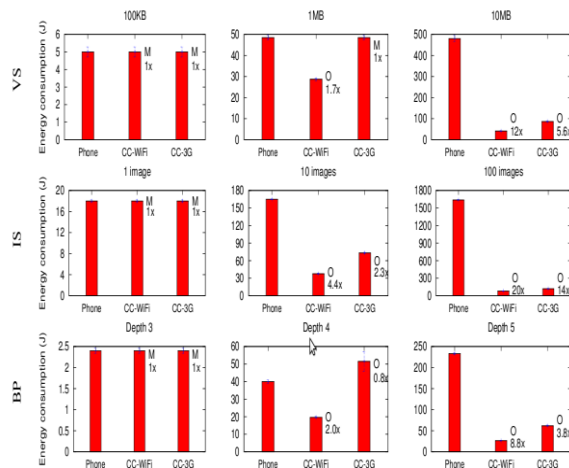 100KB
1MB
10MB
VS
Energy consumption (J)
6
5
4
3
2
1
0
M
1x
M
1x
Phone
CC-WiFi
CC-3G
50
40
30
20
10
0
O
1.7x
M
1x
Phone
CC-WiFi
CC-3G
500
400
300
200
100
0
O
12x
O
5.6x
Phone
CC-WiFi
CC-3G
1 image
10 images
100 images
IS
Energy consumption (J)
20
16
12
8
4
0
M
1x
M
1x
Phone
CC-WiFi
CC-3G
180
150
120
90
60
30
0
O
4.4x
O
2.3x
Phone
CC-WiFi
CC-3G
1800
1500
1200
900
600
300
0
O
20x
O
14x
Phone
CC-WiFi
CC-3G
Depth 3
Depth 4
Depth 5
BP
Energy consumption (J)
2.5
2
1.5
1
0.5
0
M
1x
M
1x
Phone
CC-WiFi
CC-3G
60
50
40
30
20
10
0
O
2.0x
O
0.8x
Phone
CC-WiFi
CC-3G
250
200
150
100
50
0
O
8.8x
O
3.8x
Phone
CC-WiFi
CC-3G